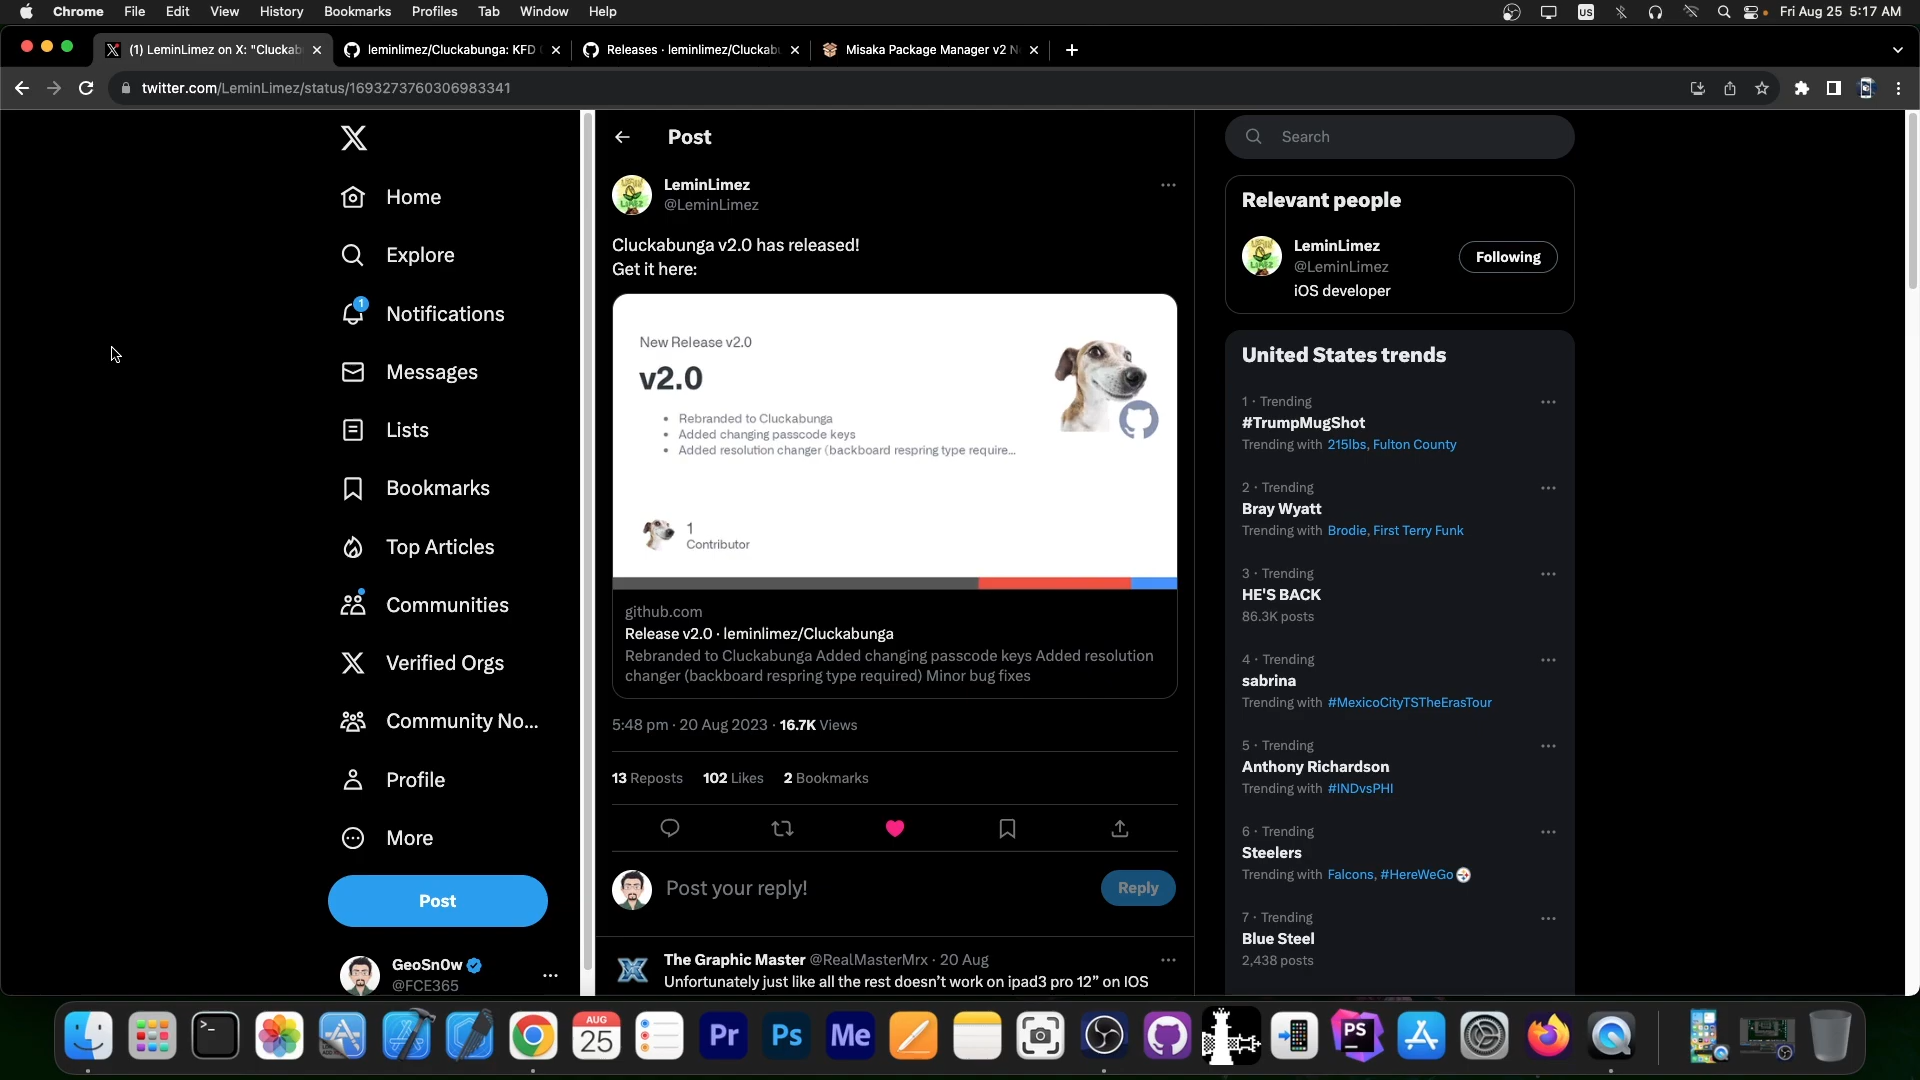 Chrome File Edit View History Bookmarks Profiles Tab Window Help
US Fri Aug 25 5:17 AM
(1) LeminLimez on X: "Cluckab
leminlimez/Cluckabunga: KFD
Releases · leminlimez/Cluckab
Misaka Package Manager v2 N
twitter.com/LeminLimez/status/1693273760306983341
Home
Explore
1
Notifications
Messages
Lists
Bookmarks
Top Articles
Communities
Verified Orgs
Community No...
Profile
More
Post
GeoSn0w
@FCE365
Post
LeminLimez
@LeminLimez
Cluckabunga v2.0 has released!
Get it here:
New Release v2.0
v2.0
Rebranded to Cluckabunga
Added changing passcode keys
Added resolution changer (backboard respring type require...
1
Contributor
github.com
Release v2.0 · leminlimez/Cluckabunga
Rebranded to Cluckabunga Added changing passcode keys Added resolution
changer (backboard respring type required) Minor bug fixes
5:48 pm · 20 Aug 2023 · 16.7K Views
13 Reposts 102 Likes 2 Bookmarks
Post your reply!
Reply
The Graphic Master @RealMasterMrx · 20 Aug
Unfortunately just like all the rest doesn't work on ipad3 pro 12" on IOS
Search
Relevant people
LeminLimez
@LeminLimez
Following
iOS developer
United States trends
1 · Trending
#TrumpMugShot
Trending with 215lbs, Fulton County
2 · Trending
Bray Wyatt
Trending with Brodie, First Terry Funk
3 · Trending
HE'S BACK
86.3K posts
4 · Trending
sabrina
Trending with #MexicoCityTSTheErasTour
5 · Trending
Anthony Richardson
Trending with #INDvsPHI
6 · Trending
Steelers
Trending with Falcons, #HereWeGo
7 · Trending
Blue Steel
2,438 posts
AUG
25
Pr
Ps
Me
PS